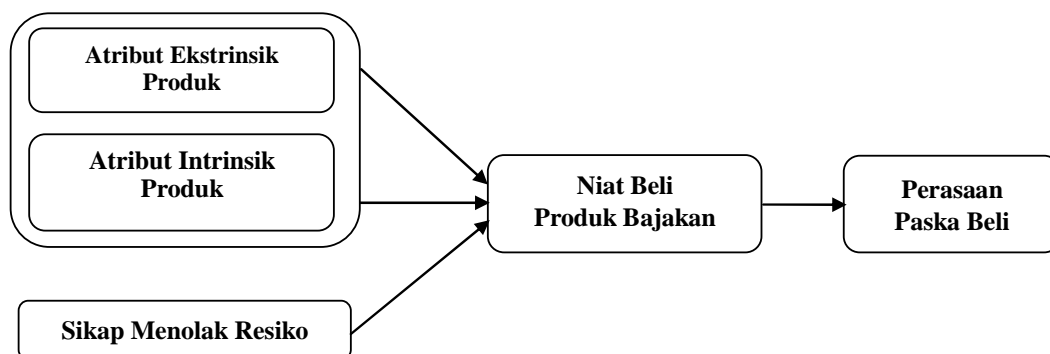 Atribut Ekstrinsik
Produk
Atribut Intrinsik
Produk
Niat Beli
Produk Bajakan
Perasaan
Paska Beli
Sikap Menolak Resiko